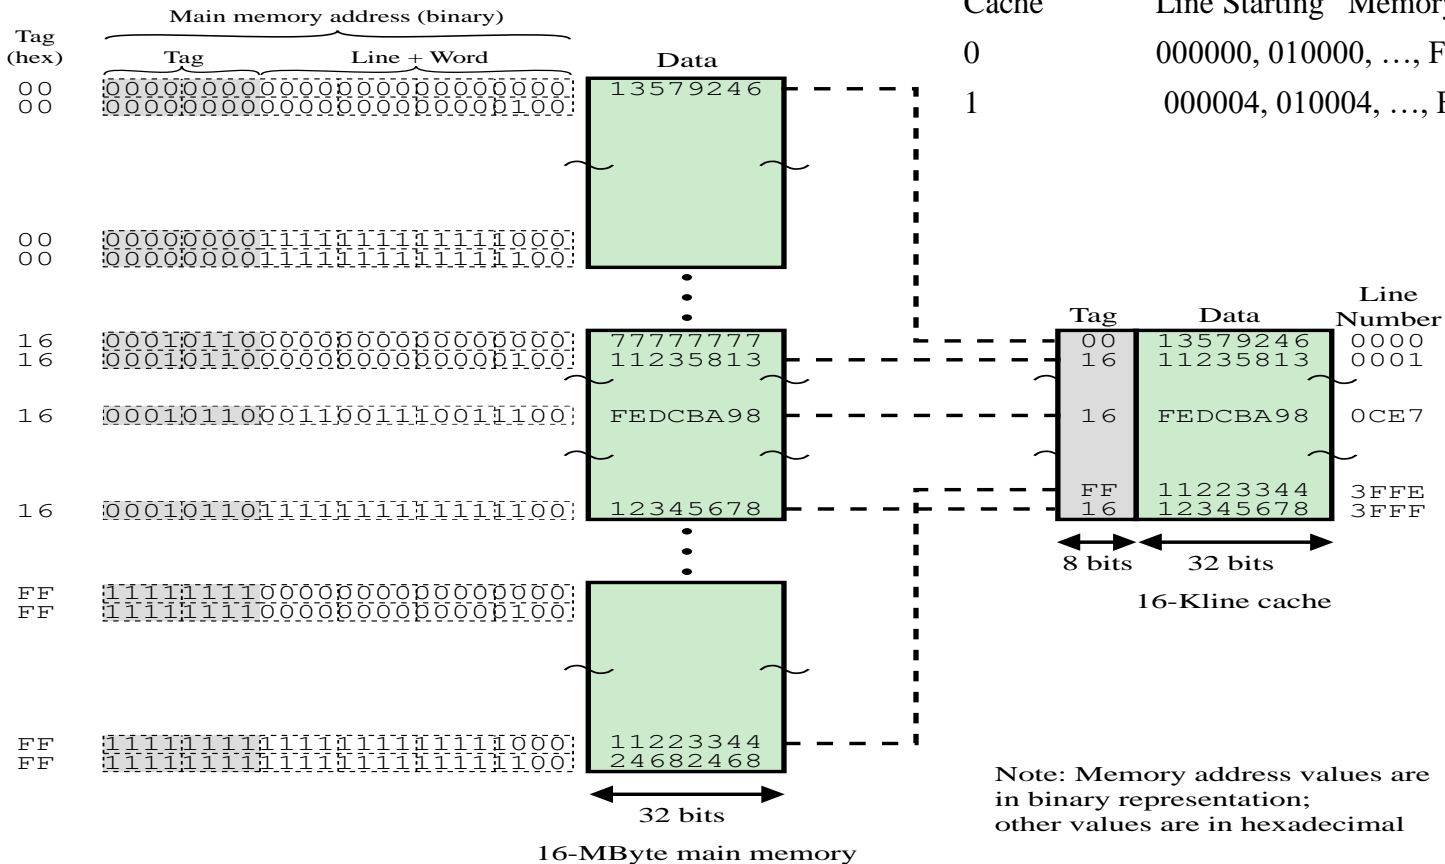 Cache Line Starting Memory
0 000000, 010000, …, F
1 000004, 010004, …,
Main memory address (binary)
Tag (hex)
Tag
Line + Word
Data
00 000000000000000000000000 13579246
00 000000000000000000000100
00 000000001111111111111000
00 000000001111111111111100
16 000101100000000000000000 77777777
16 000101100000000000000100 11235813
16 000101100011001110011100 FEDCBA98
16 000101101111111111111100 12345678
FF 111111110000000000000000
FF 111111110000000000000100
FF 111111111111111111111000 11223344
FF 111111111111111111111100 24682468
32 bits
16-MByte main memory
Tag Data Line Number
00 13579246 0000
16 11235813 0001
16 FEDCBA98 0CE7
FF 11223344 3FFE
16 12345678 3FFF
8 bits 32 bits
16-Kline cache
Note: Memory address values are
in binary representation;
other values are in hexadecimal